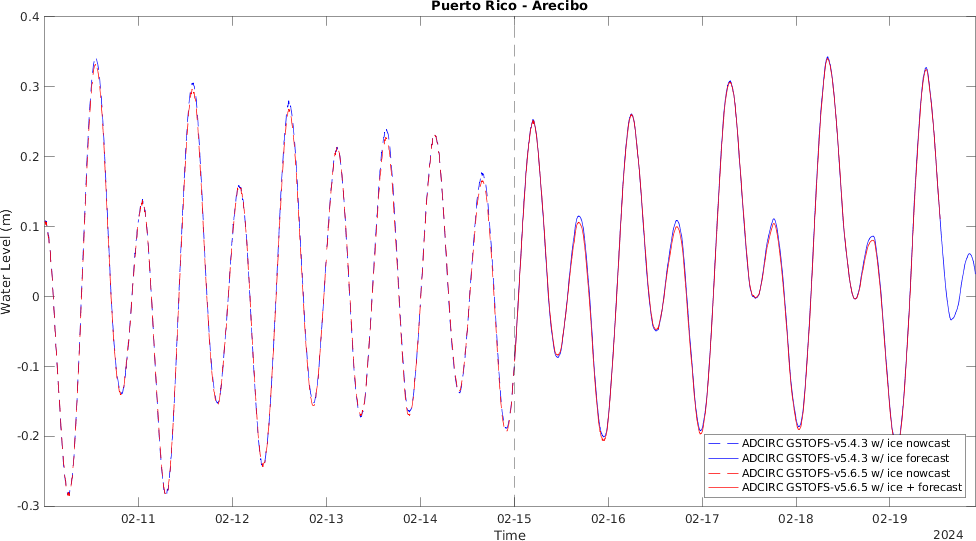 Puerto Rico - Arecibo
0.4
0.3
0.2
0.1
0
-0.1
-0.2
-0.3
Water Level (m)
02-11 02-12 02-13 02-14 02-15 02-16 02-17 02-18 02-19
Time
2024
ADCIRC GSTOFS-v5.4.3 w/ ice nowcast
ADCIRC GSTOFS-v5.4.3 w/ ice forecast
ADCIRC GSTOFS-v5.6.5 w/ ice nowcast
ADCIRC GSTOFS-v5.6.5 w/ ice + forecast